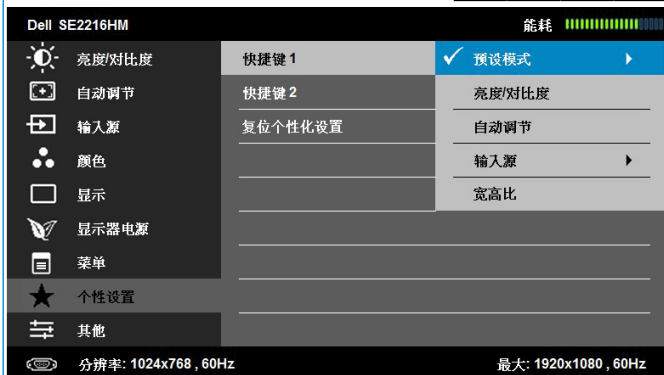 Dell SE2216HM 能耗
亮度/对比度 快捷键 1 预设模式
自动调节 快捷键 2 亮度/对比度
输入源 复位个性化设置 自动调节
颜色 输入源
显示 宽高比
显示器电源
菜单
个性设置
其他
分辨率: 1024x768 , 60Hz 最大: 1920x1080 , 60Hz